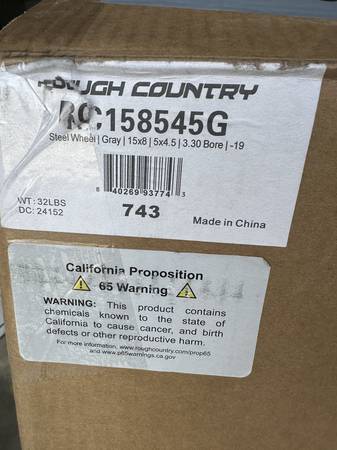 ROUGH COUNTRY
RC158545G
Steel Wheel | Gray | 15x8 | 5x4.5 | 3.30 Bore | -19
8 40269 93774 3
WT: 32LBS
DC: 24152
743
Made in China
California Proposition
65 Warning
WARNING: This product contains
chemicals known to the state of
California to cause cancer, and birth
defects or other reproductive harm.
For more information, www.roughcountry.com/prop65
and www.p65warnings.ca.gov